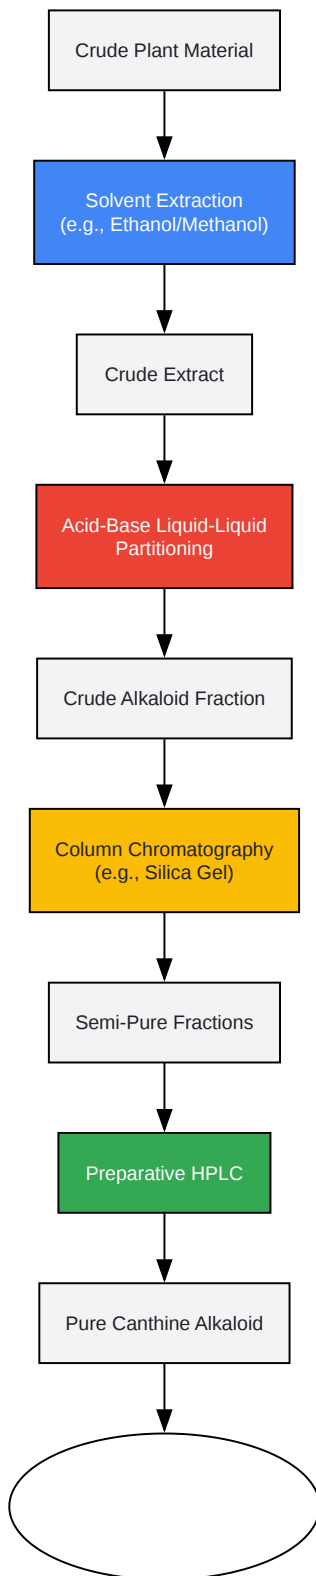 Crude Plant Material
Solvent Extraction
(e.g., Ethanol/Methanol)
Crude Extract
Acid-Base Liquid-Liquid
Partitioning
Crude Alkaloid Fraction
Column Chromatography
(e.g., Silica Gel)
Semi-Pure Fractions
Preparative HPLC
Pure Canthine Alkaloid